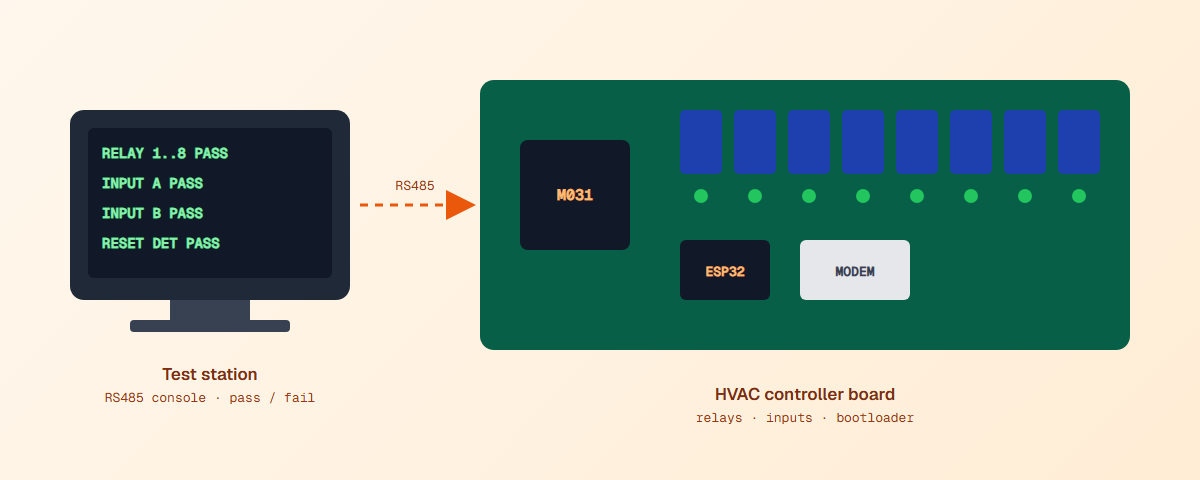 RELAY 1..8 PASS
INPUT A PASS
INPUT B PASS
RESET DET PASS
RS485
M031
ESP32
MODEM
Test station
RS485 console · pass / fail
HVAC controller board
relays · inputs · bootloader